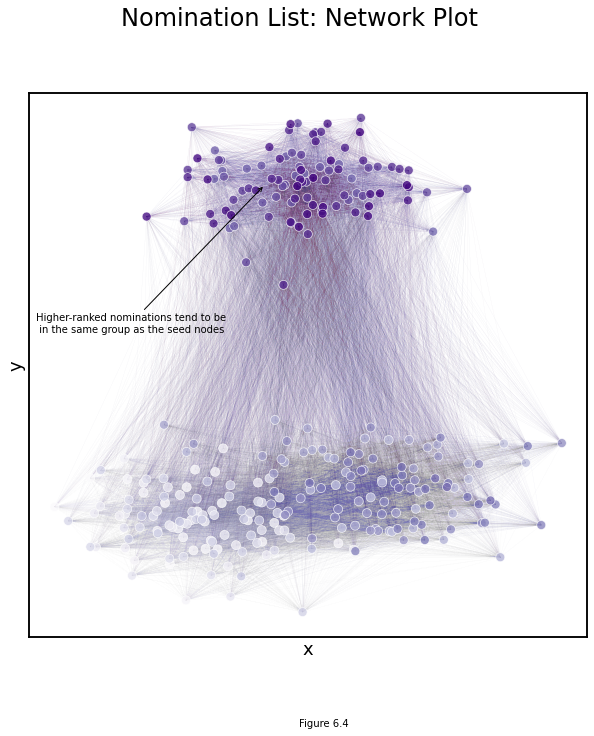 Nomination List: Network Plot
Higher-ranked nominations tend to be
in the same group as the seed nodes
y
x
Figure 6.4